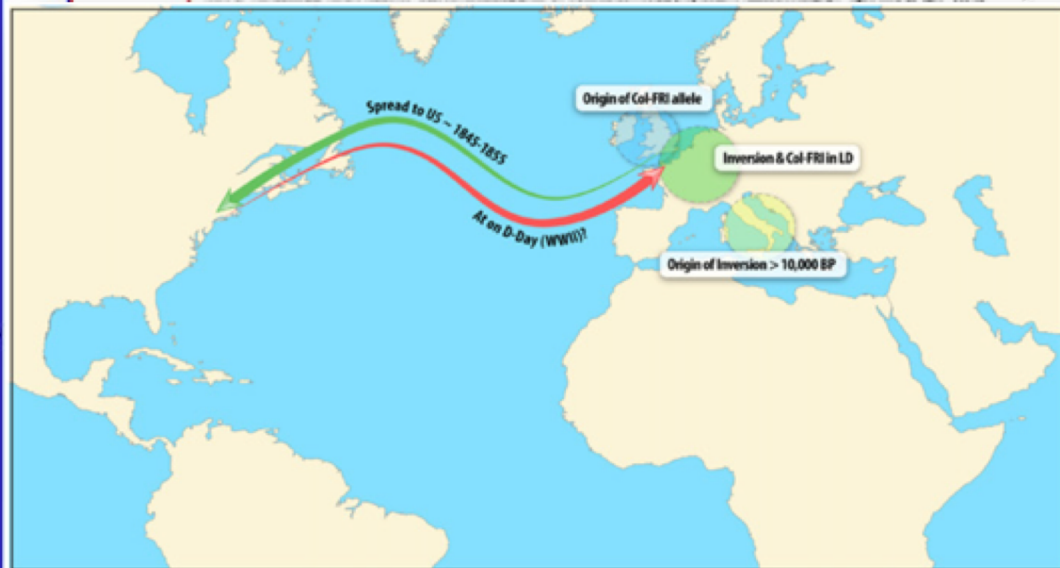 Origin of Col-FRI allele
Spread to US ~ 1845-1855
Inversion & Col-FRI in LD
At on D-Day (WWII)?
Origin of Inversion > 10,000 BP